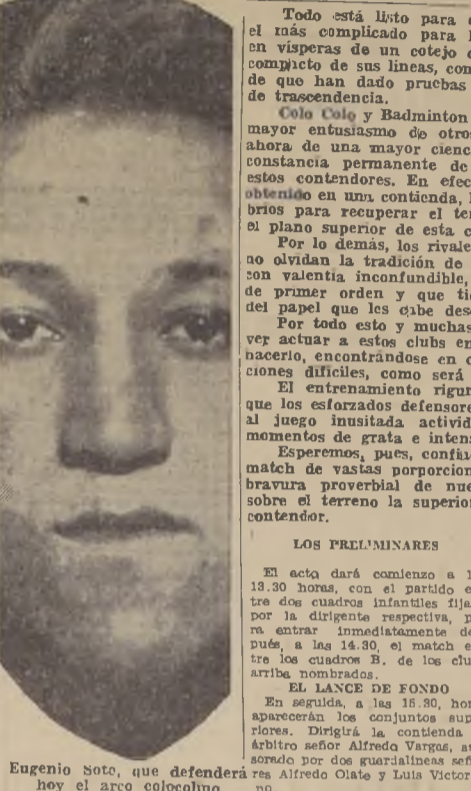 Todo está listo para
el más complicado para
en vísperas de un cotejo
compacto de sus lineas, con
de que han dado pruebas
de trascendencia.
Colo Colo y Badminton
mayor entusiasmo de otros
ahora de una mayor cienc
constancia permanente de
estos contendores. En efec
obtenido en una contienda,
bríos para recuperar el ter
el plano superior de esta c
Por lo demás, los rivale
no olvidan la tradición de
con valentía inconfundible,
de primer orden y que ti
del papel que les cabe des
Por todo esto y muchas
ver actuar a estos clubs en
hacerlo, encontrándose en c
ciones difíciles, como será
El entrenamiento rigur
que los esforzados defensore
al juego inusitada activid
momentos de grata e intens
Esperemos, pues, confia
match de vastas porporcion
bravura proverbial de nue
sobre el terreno la superior
contendor.
LOS PRELIMINARES
El acto dará comienzo a 1
13.30 horas, con el partido e
tre dos cuadros infantiles fija
por la dirigente respectiva, p
ra entrar inmediatamente de
pués, a las 14.30, el match e
tre los cuadros B. de los clu
arriba nombrados.
EL LANCE DE FONDO
En seguida, a las 15.30, hor
aparecerán los conjuntos sup
riores. Dirigirá la contienda
árbitro señor Alfredo Vargas, as
sorado por dos guardalíneas señ
res Alfredo Olate y Luis Victor
no
Eugenio Soto, que defenderá
hoy el arco colocolino